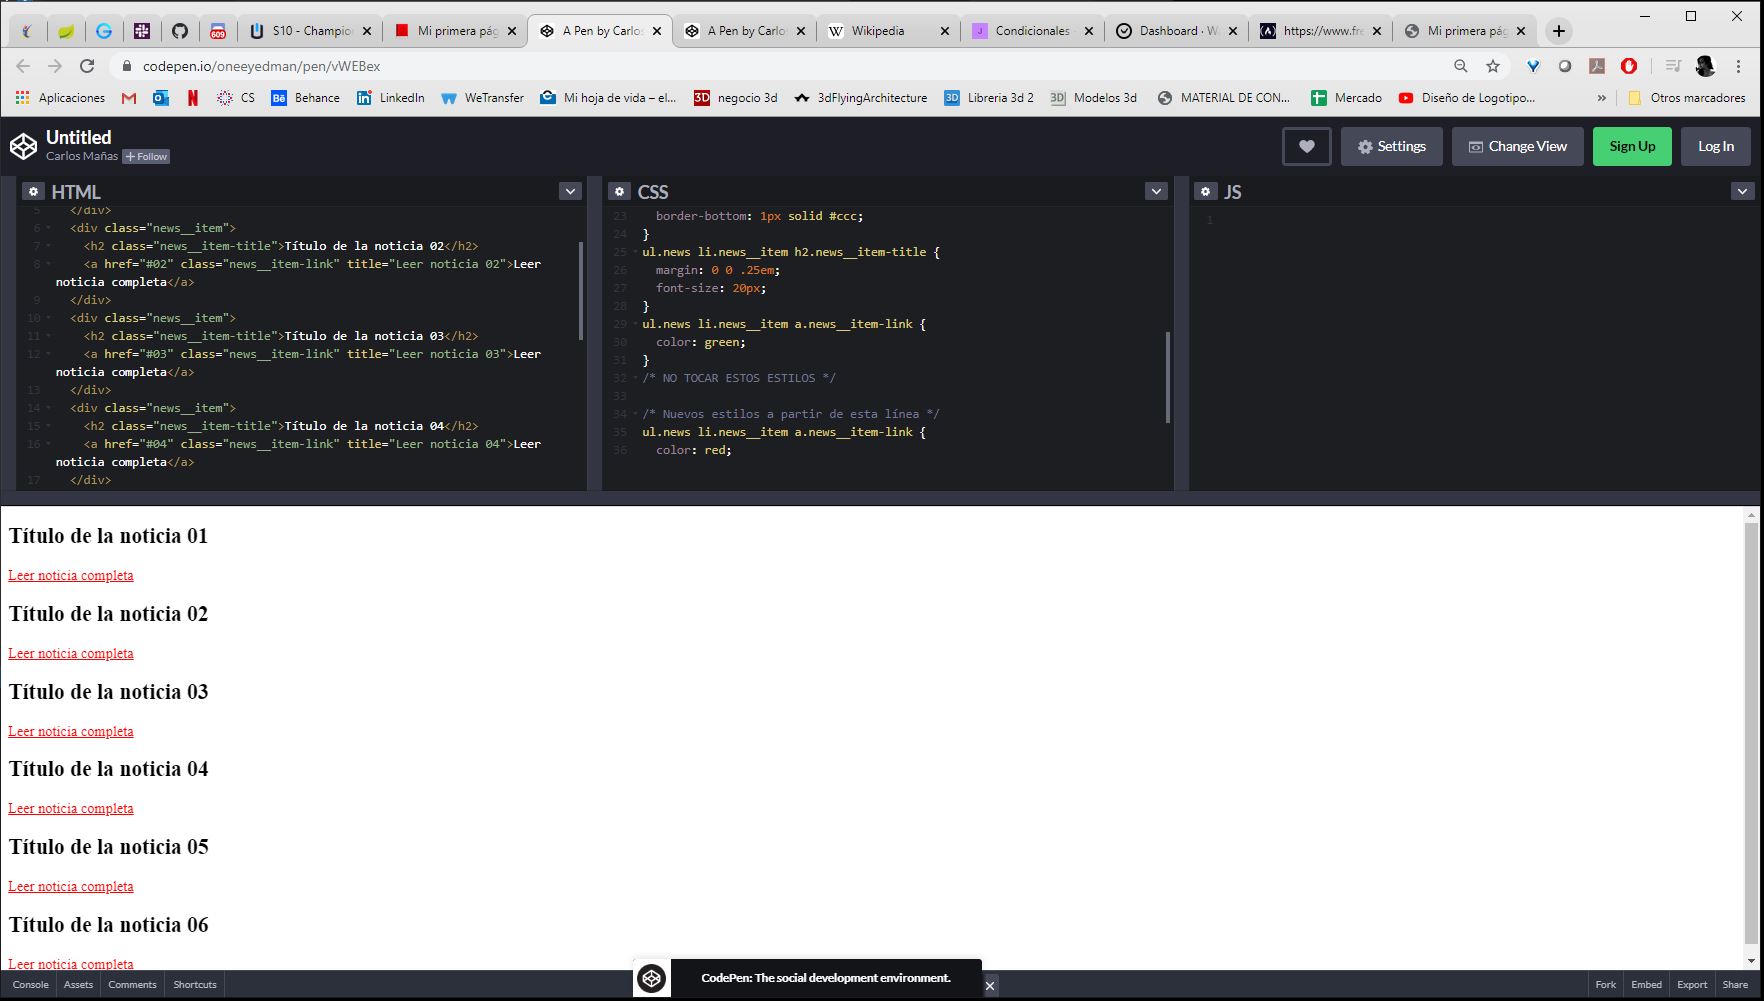 S10 - Champio
Mi primera pág
A Pen by Carlos
A Pen by Carlo
Wikipedia
Condicionales
Dashboard · W
https://www.fre
Mi primera pág
codepen.io/oneeyedman/pen/vWEBex
Aplicaciones
CS
Behance
LinkedIn
WeTransfer
Mi hoja de vida – el...
negocio 3d
3dFlyingArchitecture
Libreria 3d 2
Modelos 3d
MATERIAL DE CON...
Mercado
Diseño de Logotipo...
»
Otros marcadores
Untitled
Carlos Mañas + Follow
Settings
Change View
Sign Up
Log In
HTML
5 </div>
6 <div class="news__item">
7 <h2 class="news__item-title">Título de la noticia 02</h2>
8 <a href="#02" class="news__item-link" title="Leer noticia 02">Leer
noticia completa</a>
9 </div>
10 <div class="news__item">
11 <h2 class="news__item-title">Título de la noticia 03</h2>
12 <a href="#03" class="news__item-link" title="Leer noticia 03">Leer
noticia completa</a>
13 </div>
14 <div class="news__item">
15 <h2 class="news__item-title">Título de la noticia 04</h2>
16 <a href="#04" class="news__item-link" title="Leer noticia 04">Leer
noticia completa</a>
17 </div>
CSS
23 border-bottom: 1px solid #ccc;
24 }
25 ul.news li.news__item h2.news__item-title {
26 margin: 0 0 .25em;
27 font-size: 20px;
28 }
29 ul.news li.news__item a.news__item-link {
30 color: green;
31 }
32 /* NO TOCAR ESTOS ESTILOS */
33
34 /* Nuevos estilos a partir de esta línea */
35 ul.news li.news__item a.news__item-link {
36 color: red;
JS
1
Título de la noticia 01
Leer noticia completa
Título de la noticia 02
Leer noticia completa
Título de la noticia 03
Leer noticia completa
Título de la noticia 04
Leer noticia completa
Título de la noticia 05
Leer noticia completa
Título de la noticia 06
Leer noticia completa
Console
Assets
Comments
Shortcuts
CodePen: The social development environment.
Fork
Embed
Export
Share